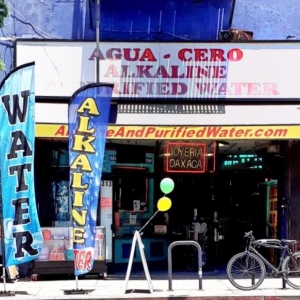 AGUA - CERO
ALKALINE
PURIFIED WATER
AlkalineAndPurifiedWater.com
JOYERIA
OAXACA
WATER
ALKALINE